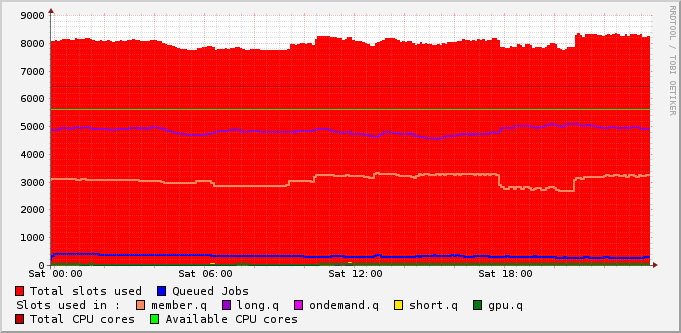 RRDTOOL / TOBI OETIKER
9000
8000
7000
6000
5000
4000
3000
2000
1000
0
Sat 00:00 Sat 06:00 Sat 12:00 Sat 18:00
Total slots used Queued Jobs
Slots used in : member.q long.q ondemand.q short.q gpu.q
Total CPU cores Available CPU cores